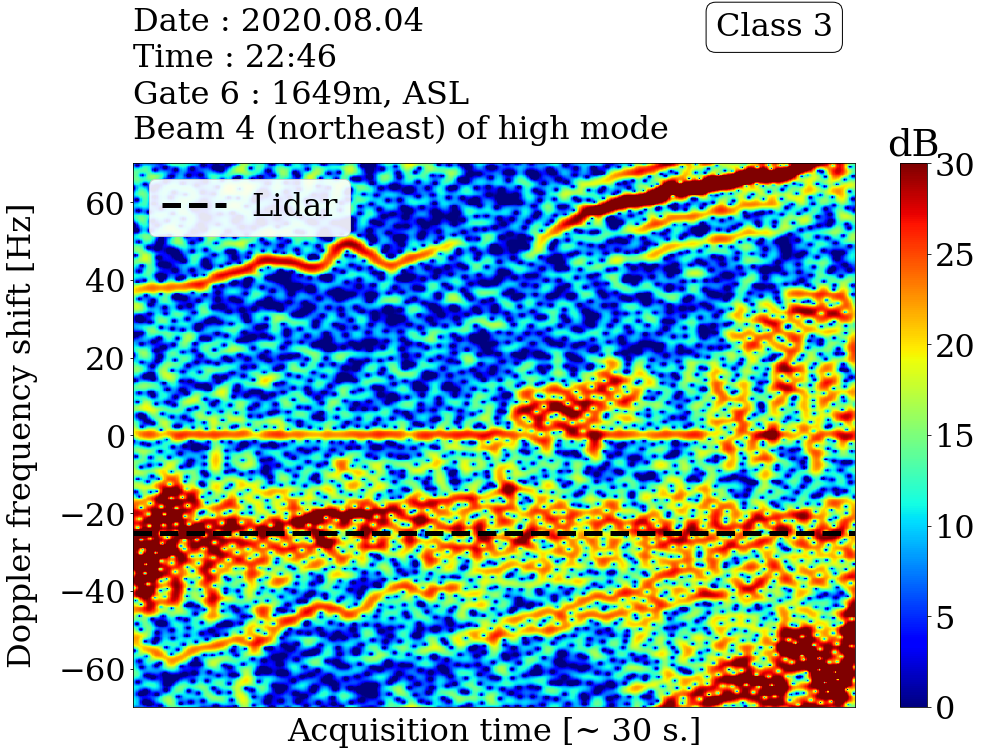 Date : 2020.08.04
Time : 22:46
Gate 6 : 1649m, ASL
Beam 4 (northeast) of high mode
Class 3
dB
Lidar
Doppler frequency shift [Hz]
60
40
20
0
−20
−40
−60
30
25
20
15
10
5
0
Acquisition time [~ 30 s.]